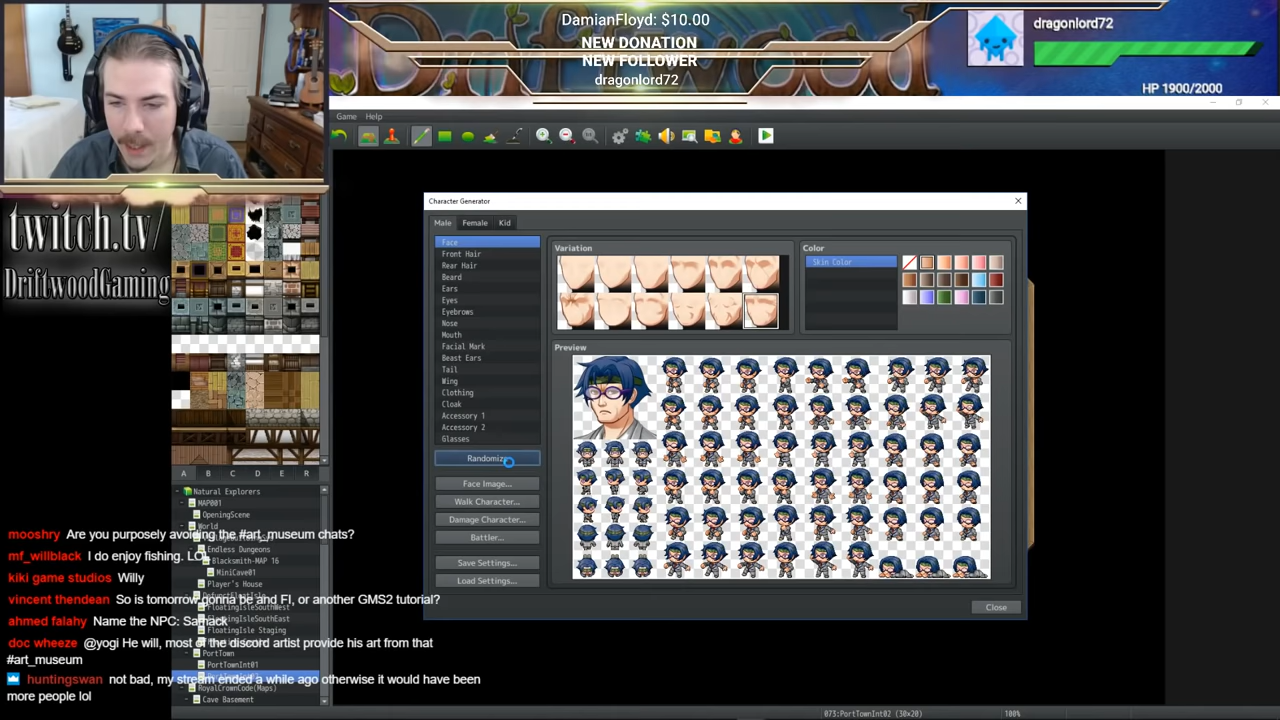 DamianFloyd: $10.00
NEW DONATION
NEW FOLLOWER
dragonlord72
dragonlord72
HP 1900/2000
Game Help
Character Generator
Male Female Kid
Face
Front Hair
Rear Hair
Beard
Ears
Eyes
Eyebrows
Nose
Mouth
Facial Mark
Beast Ears
Tail
Wing
Clothing
Cloak
Accessory 1
Accessory 2
Glasses
Randomize
Face Image...
Walk Character...
Damage Character...
Battler...
Save Settings...
Load Settings...
Variation
Color
Skin Color
Preview
Close
twitch.tv/
DriftwoodGaming
A B C D E R
Natural Explorers
MAP001
OpeningScene
World
Endless Dungeons
Blacksmith-MAP 16
MiniCave01
Player's House
FloatingIsleSouthWest
FloatingIsleSouthEast
FloatingIsle Staging
PortTown
PortTownInt01
RoyalCrownCode(Maps)
Cave Basement
mooshry Are you purposely avoiding the #art_museum chats?
mf_willblack I do enjoy fishing. LOL
kiki game studios Willy
vincent thendean So is tomorrow gonna be and FI, or another GMS2 tutorial?
ahmed falahy Name the NPC: Samack
doc wheeze @yogi He will, most of the discord artist provide his art from that
#art_museum
huntingswan not bad, my stream ended a while ago otherwise it would have been
more people lol
073:PortTownInt02 (30x20) 100%